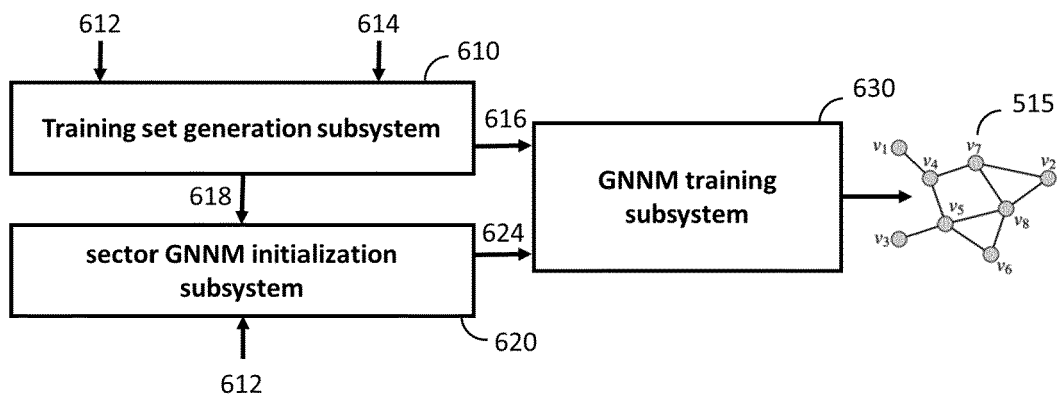 612
614
610
Training set generation subsystem
616
630
515
GNNM training
subsystem
v1
v4
v7
v2
v5
v8
v3
v6
618
624
sector GNNM initialization
subsystem
620
612